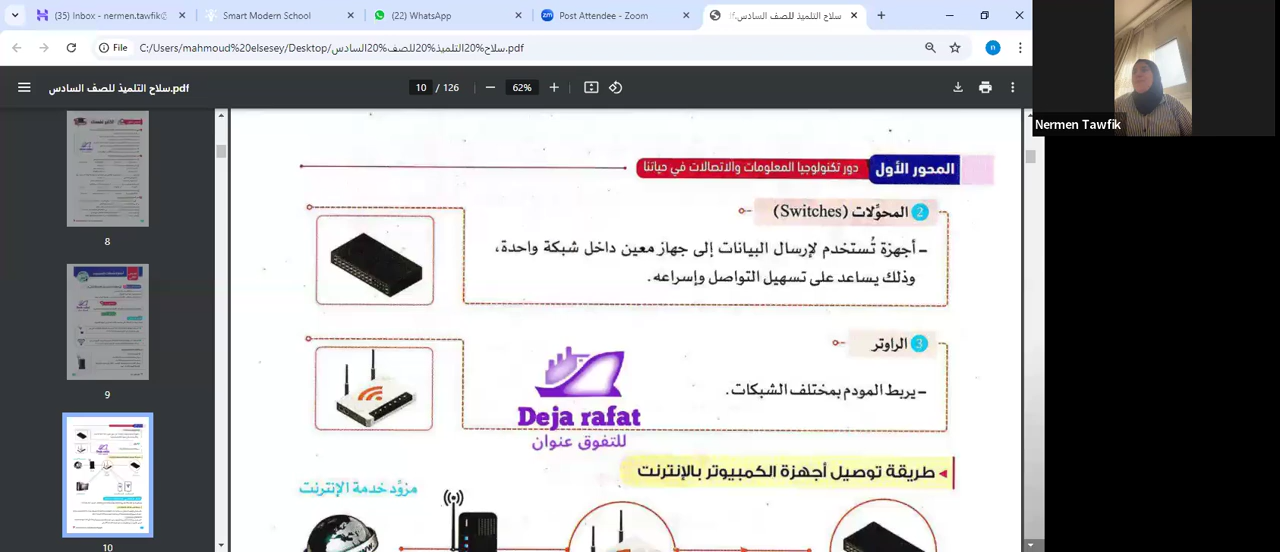 (35) Inbox - nermen.tawfik@
Smart Modern School
(22) WhatsApp
Post Attendee - Zoom
سلاح التلميذ للصف السادس.
File
C:/Users/mahmoud%20elsesey/Desktop/سلاح%20التلميذ%20للصف%20السادس.pdf
n
سلاح التلميذ للصف السادس.pdf
10 / 126
62%
Nermen Tawfik
8
9
10
المحور الأول
دور تكنولوجيا المعلومات والاتصالات في حياتنا
2 المحوِّلات (Switches)
– أجهزة تُستخدم لإرسال البيانات إلى جهاز معين داخل شبكة واحدة،
وذلك يساعد على تسهيل التواصل وإسراعه.
3 الراوتر
– يربط المودم بمختلف الشبكات.
Deja rafat
للتفوق عنوان
طريقة توصيل أجهزة الكمبيوتر بالإنترنت
مزوِّد خدمة الإنترنت